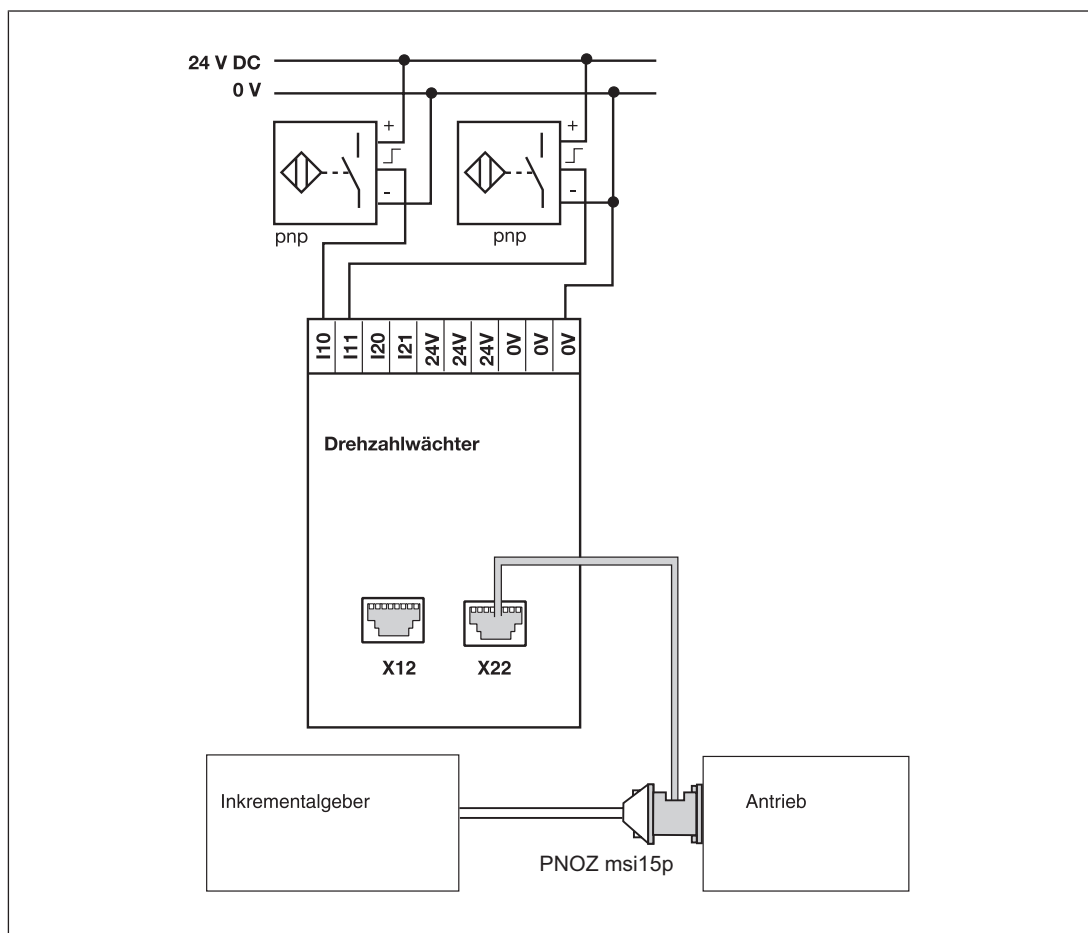 24 V DC
0 V
+
-
+
-
pnp
pnp
I10 I11 I20 I21 24V 24V 24V 0V 0V 0V
Drehzahlwächter
X12 X22
Inkrementalgeber
Antrieb
PNOZ msi15p